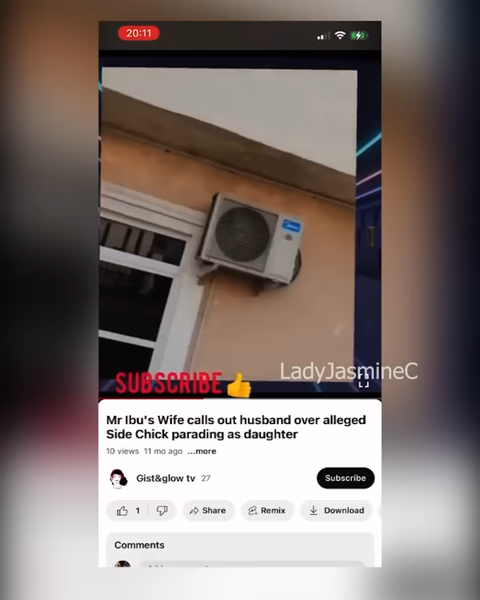 20:11
Midea
SUBSCRIBE
LadyJasmineC
Mr Ibu's Wife calls out husband over alleged
Side Chick parading as daughter
10 views 11 mo ago ...more
Gist&glow tv 27
Subscribe
1
Share
Remix
Download
Comments